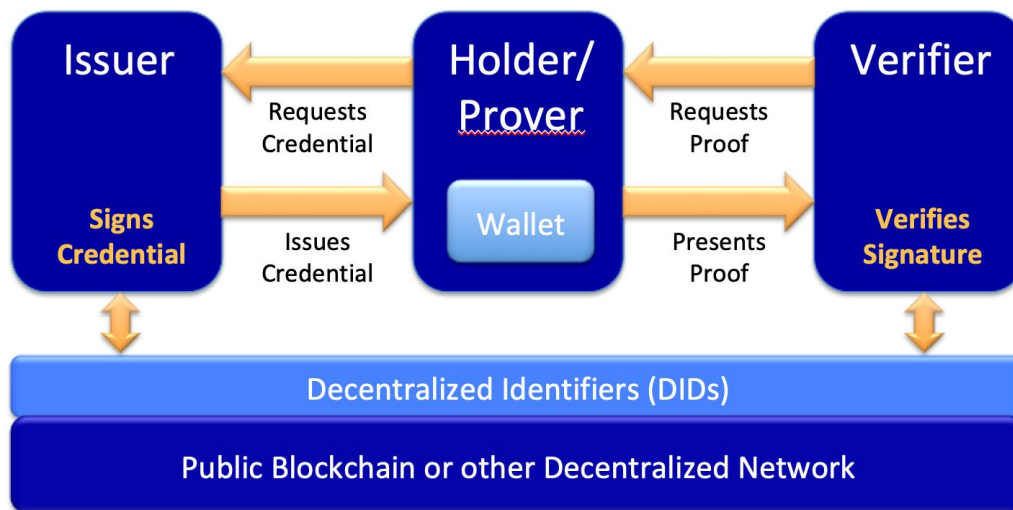 Issuer
Signs
Credential
Requests
Credential
Issues
Credential
Holder/
Prover
Wallet
Requests
Proof
Presents
Proof
Verifier
Verifies
Signature
Decentralized Identifiers (DIDs)
Public Blockchain or other Decentralized Network